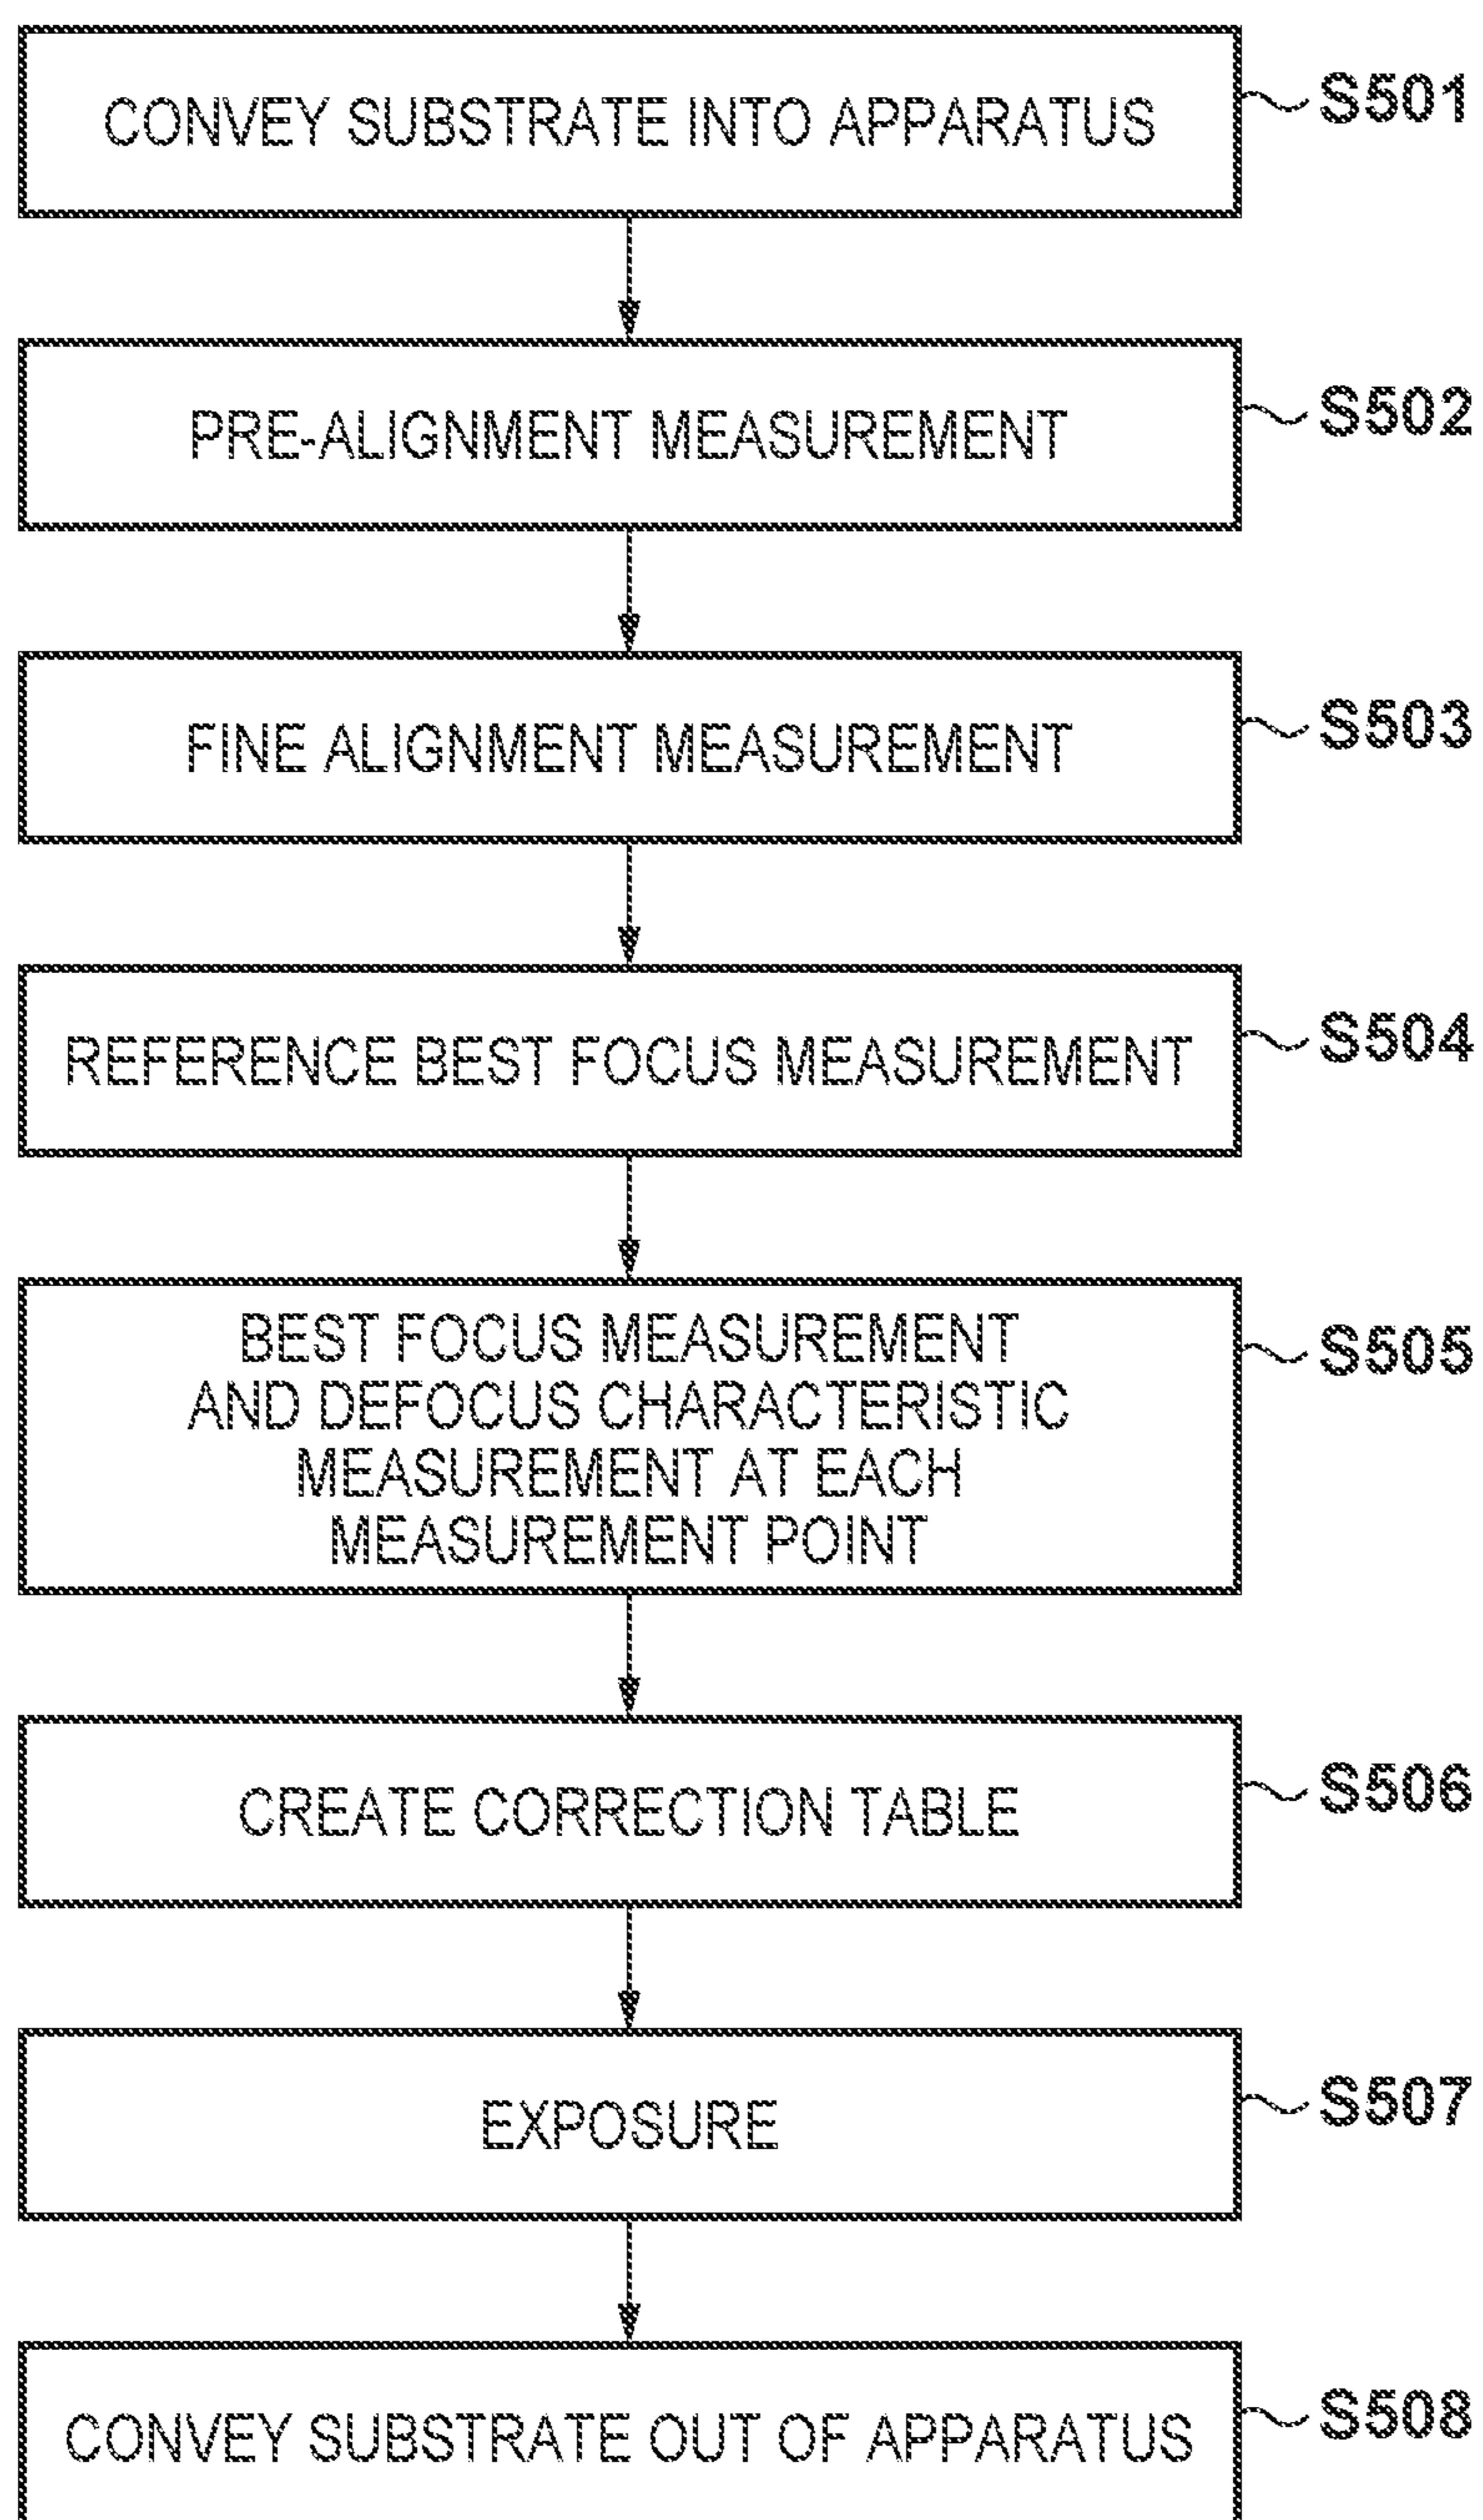 CONVEY SUBSTRATE INTO APPARATUS
S501
PRE-ALIGNMENT MEASUREMENT
S502
FINE ALIGNMENT MEASUREMENT
S503
REFERENCE BEST FOCUS MEASUREMENT
S504
BEST FOCUS MEASUREMENT
AND DEFOCUS CHARACTERISTIC
MEASUREMENT AT EACH
MEASUREMENT POINT
S505
CREATE CORRECTION TABLE
S506
EXPOSURE
S507
CONVEY SUBSTRATE OUT OF APPARATUS
S508